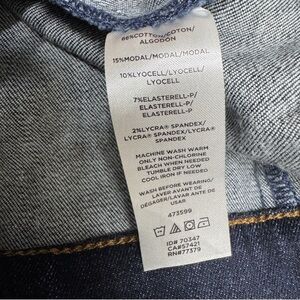 66%COTTON/COTON/
ALGODON
15%MODAL/MODAL/MODAL
10%LYOCELL/LYOCELL/
LYOCELL
7%ELASTERELL-P/
ELASTERELL-P/
ELASTERELL-P
2%LYCRA® SPANDEX/
LYCRA® SPANDEX/LYCRA®
SPANDEX
MACHINE WASH WARM
ONLY NON-CHLORINE
BLEACH WHEN NEEDED
TUMBLE DRY LOW
COOL IRON IF NEEDED
WASH BEFORE WEARING/
LAVER AVANT DE
DEGAGER/LAVAR ANTE
DE USAR
473599
ID# 70347
CA#57421
RN#77379